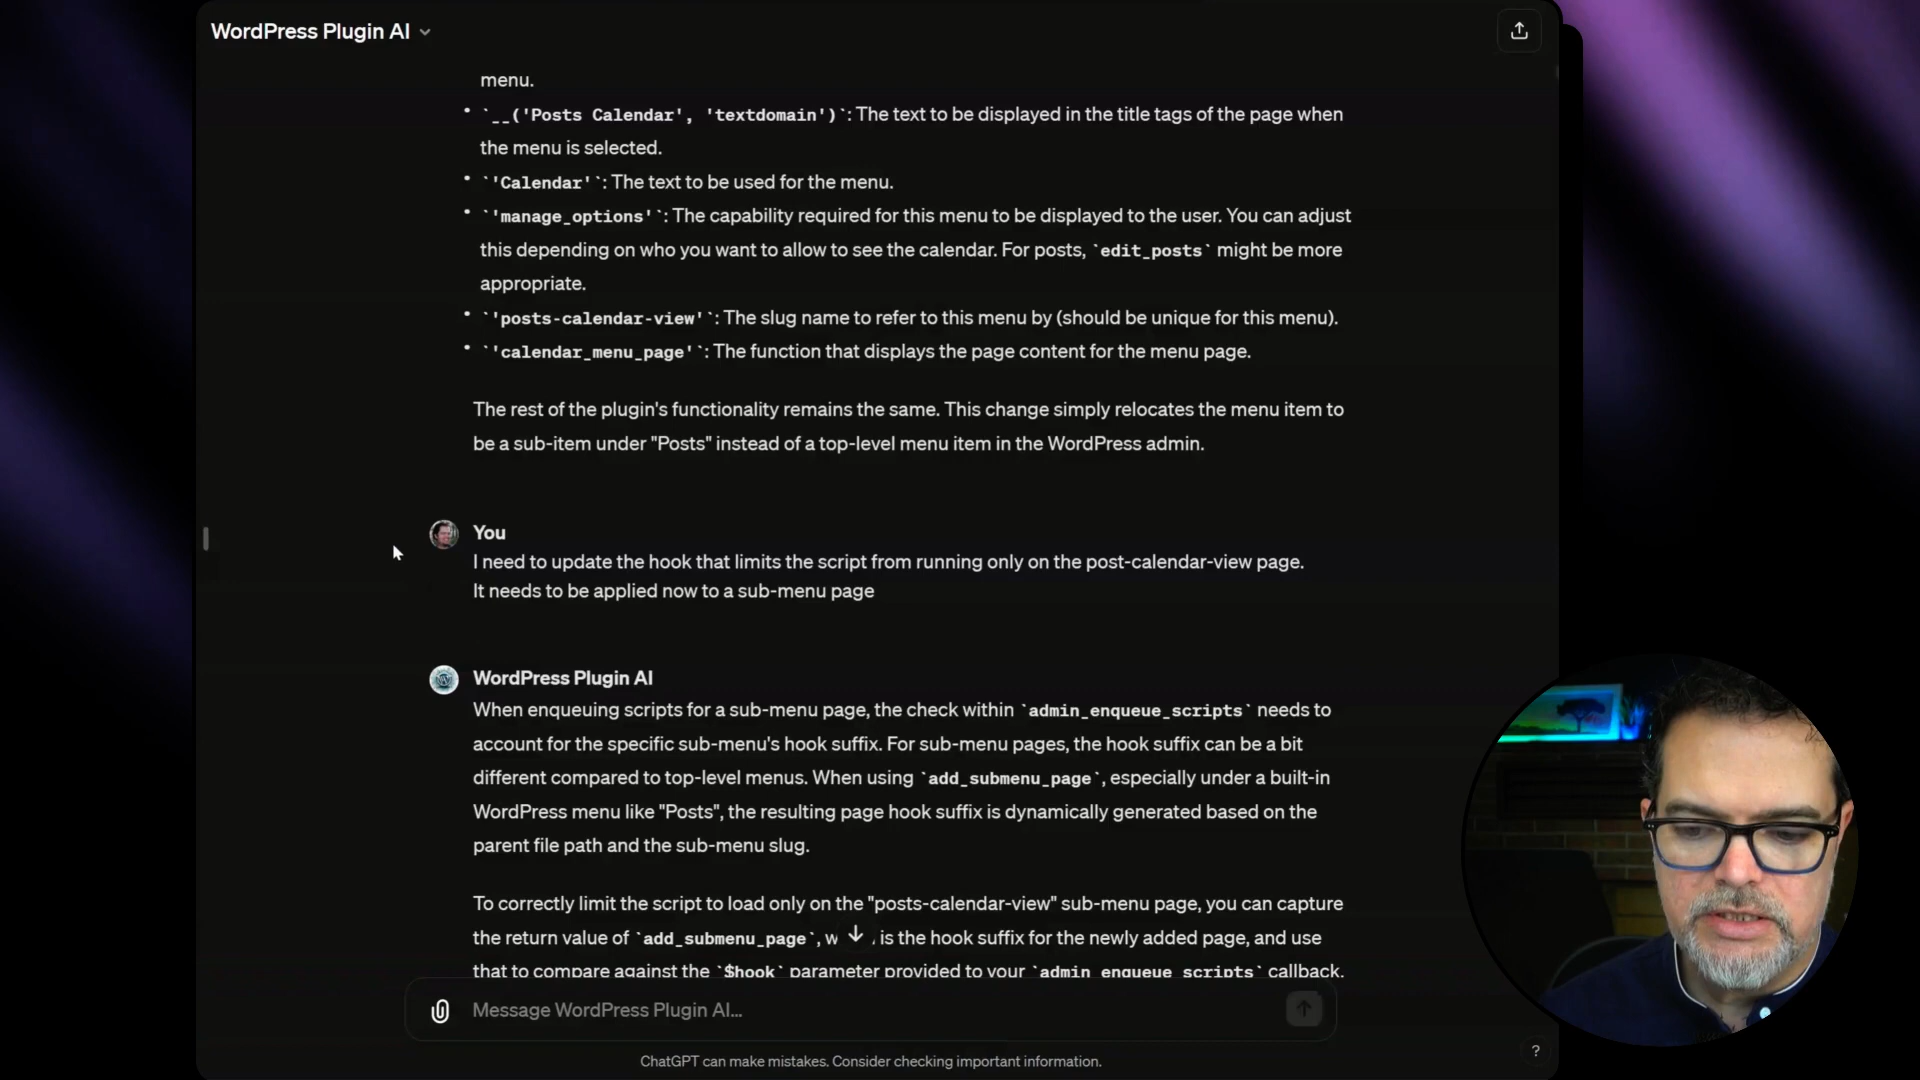 WordPress Plugin AI
menu.
• `__('Posts Calendar', 'textdomain')`: The text to be displayed in the title tags of the page when
the menu is selected.
• `'Calendar'`: The text to be used for the menu.
• `'manage_options'`: The capability required for this menu to be displayed to the user. You can adjust
this depending on who you want to allow to see the calendar. For posts, `edit_posts` might be more
appropriate.
• `'posts-calendar-view'`: The slug name to refer to this menu by (should be unique for this menu).
• `'calendar_menu_page'`: The function that displays the page content for the menu page.
The rest of the plugin's functionality remains the same. This change simply relocates the menu item to
be a sub-item under "Posts" instead of a top-level menu item in the WordPress admin.
You
I need to update the hook that limits the script from running only on the post-calendar-view page.
It needs to be applied now to a sub-menu page
WordPress Plugin AI
When enqueuing scripts for a sub-menu page, the check within `admin_enqueue_scripts` needs to
account for the specific sub-menu's hook suffix. For sub-menu pages, the hook suffix can be a bit
different compared to top-level menus. When using `add_submenu_page`, especially under a built-in
WordPress menu like "Posts", the resulting page hook suffix is dynamically generated based on the
parent file path and the sub-menu slug.
To correctly limit the script to load only on the "posts-calendar-view" sub-menu page, you can capture
the return value of `add_submenu_page`, is the hook suffix for the newly added page, and use
that to compare against the `$hook` parameter provided to your `admin_enqueue_scripts` callback.
Message WordPress Plugin AI...
ChatGPT can make mistakes. Consider checking important information.
?